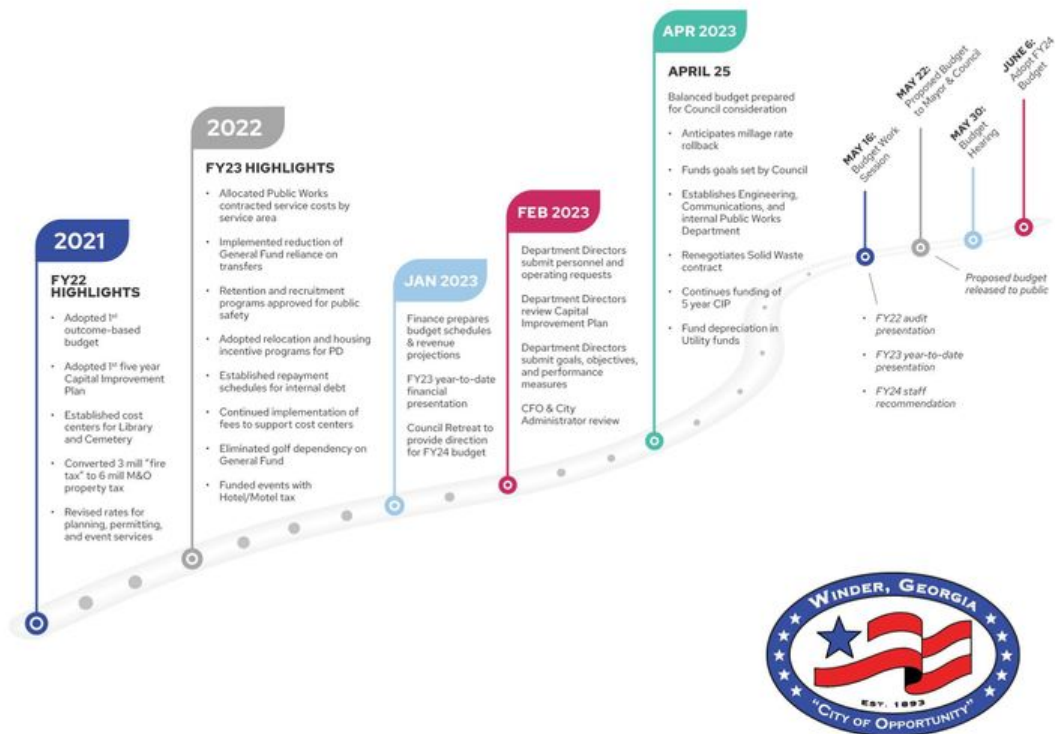 2021
FY22
HIGHLIGHTS
• Adopted 1st
outcome-based
budget
• Adopted 1st five year
Capital Improvement
Plan
• Established cost
centers for Library
and Cemetery
• Converted 3 mill "fire
tax" to 6 mill M&O
property tax
• Revised rates for
planning, permitting,
and event services
2022
FY23 HIGHLIGHTS
• Allocated Public Works
contracted service costs by
service area
• Implemented reduction of
General Fund reliance on
transfers
• Retention and recruitment
programs approved for public
safety
• Adopted relocation and housing
incentive programs for PD
• Established repayment
schedules for internal debt
• Continued implementation of
fees to support cost centers
• Eliminated golf dependency on
General Fund
• Funded events with
Hotel/Motel tax
JAN 2023
Finance prepares
budget schedules
& revenue
projections
FY23 year-to-date
financial
presentation
Council Retreat to
provide direction
for FY24 budget
FEB 2023
Department Directors
submit personnel and
operating requests
Department Directors
review Capital
Improvement Plan
Department Directors
submit goals, objectives,
and performance
measures
CFO & City
Administrator review
APR 2023
APRIL 25
Balanced budget prepared
for Council consideration
• Anticipates millage rate
rollback
• Funds goals set by Council
• Establishes Engineering,
Communications, and
internal Public Works
Department
• Renegotiates Solid Waste
contract
• Continues funding of
5 year CIP
• Fund depreciation in
Utility funds
MAY 16:
Budget Work
Session
• FY22 audit
presentation
• FY23 year-to-date
presentation
• FY24 staff
recommendation
MAY 22:
Proposed Budget
to Mayor & Council
Proposed budget
released to public
MAY 30:
Budget
Hearing
JUNE 6:
Adopt FY24
Budget
WINDER, GEORGIA
EST. 1893
"CITY OF OPPORTUNITY"